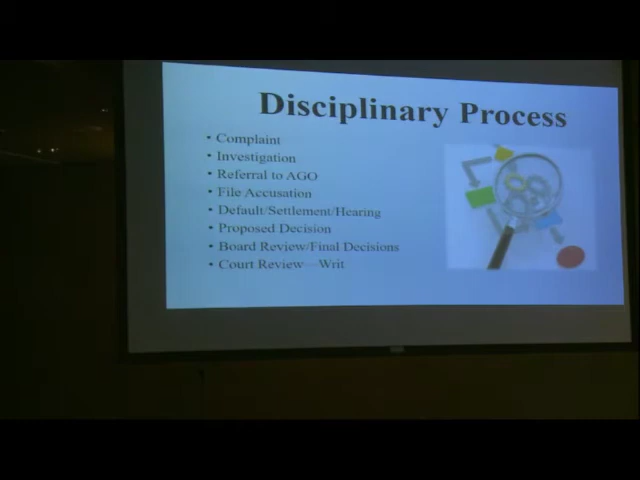 Disciplinary Process
• Complaint
• Investigation
• Referral to AGO
• File Accusation
• Default/Settlement/Hearing
• Proposed Decision
• Board Review/Final Decisions
• Court Review—Writ